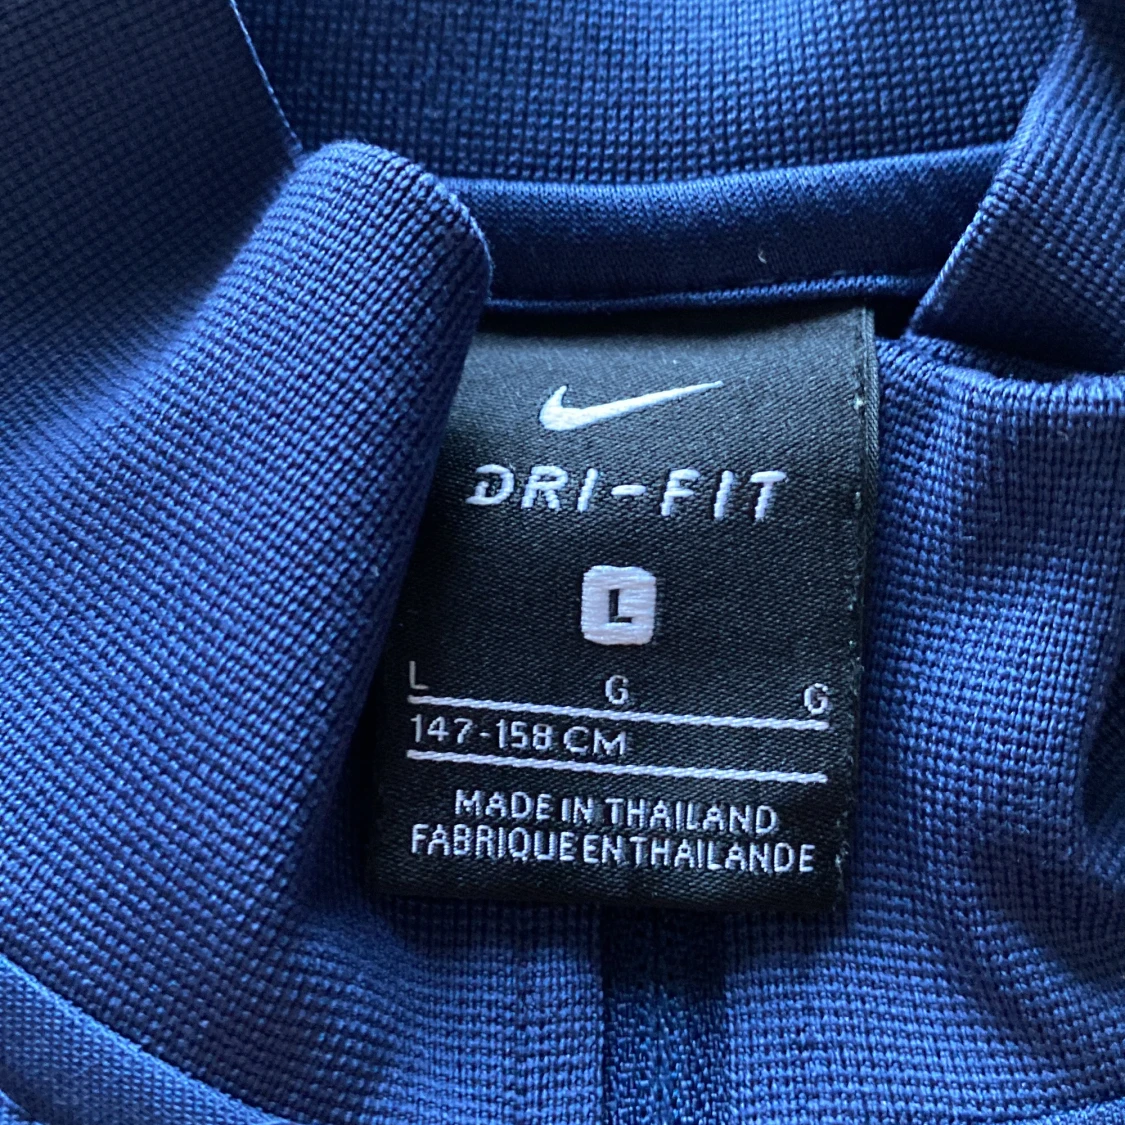 DRI-FIT
L
L G G
147-158 CM
MADE IN THAILAND
FABRIQUE EN THAILANDE